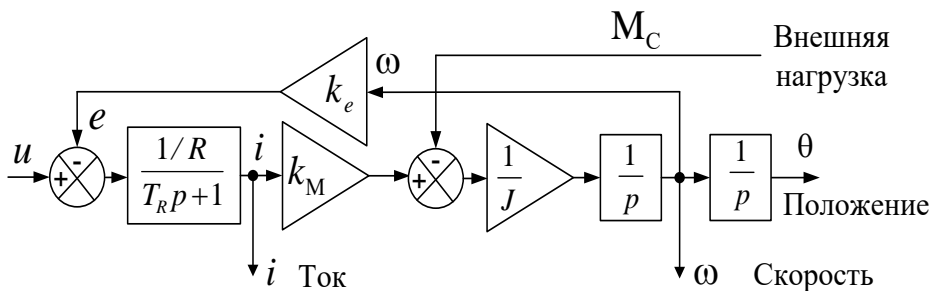 M_C
Внешняя
нагрузка
ω
k_e
e
-
u
+
1/R
T_R p+1
i
k_M
-
+
1
J
1
p
1
p
θ
Положение
i Ток
ω Скорость